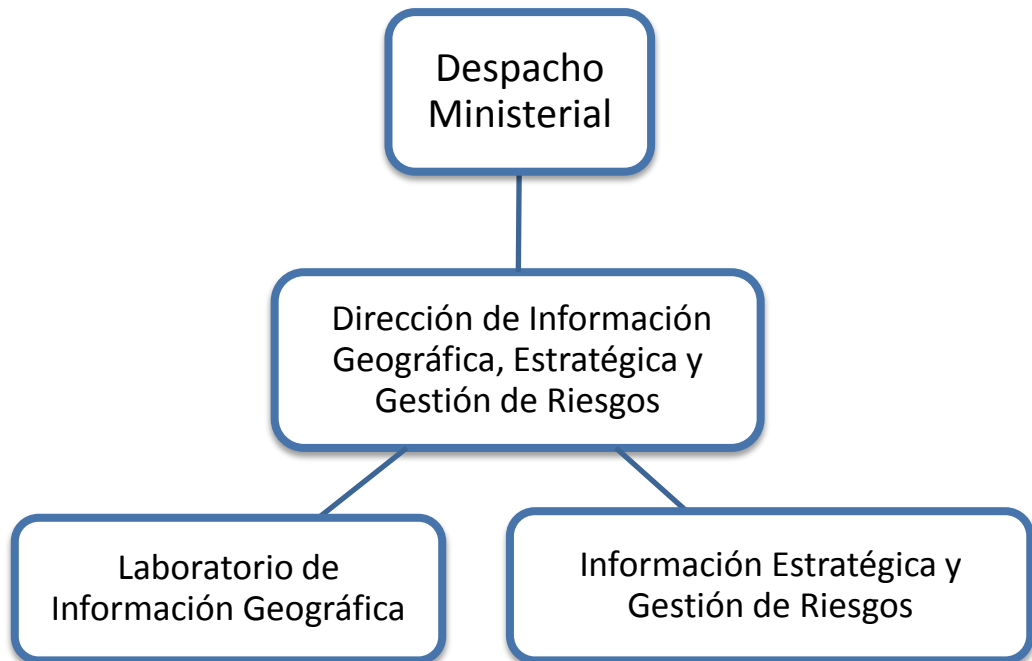 Despacho
Ministerial
Dirección de Información
Geográfica, Estratégica y
Gestión de Riesgos
Laboratorio de
Información Geográfica
Información Estratégica y
Gestión de Riesgos